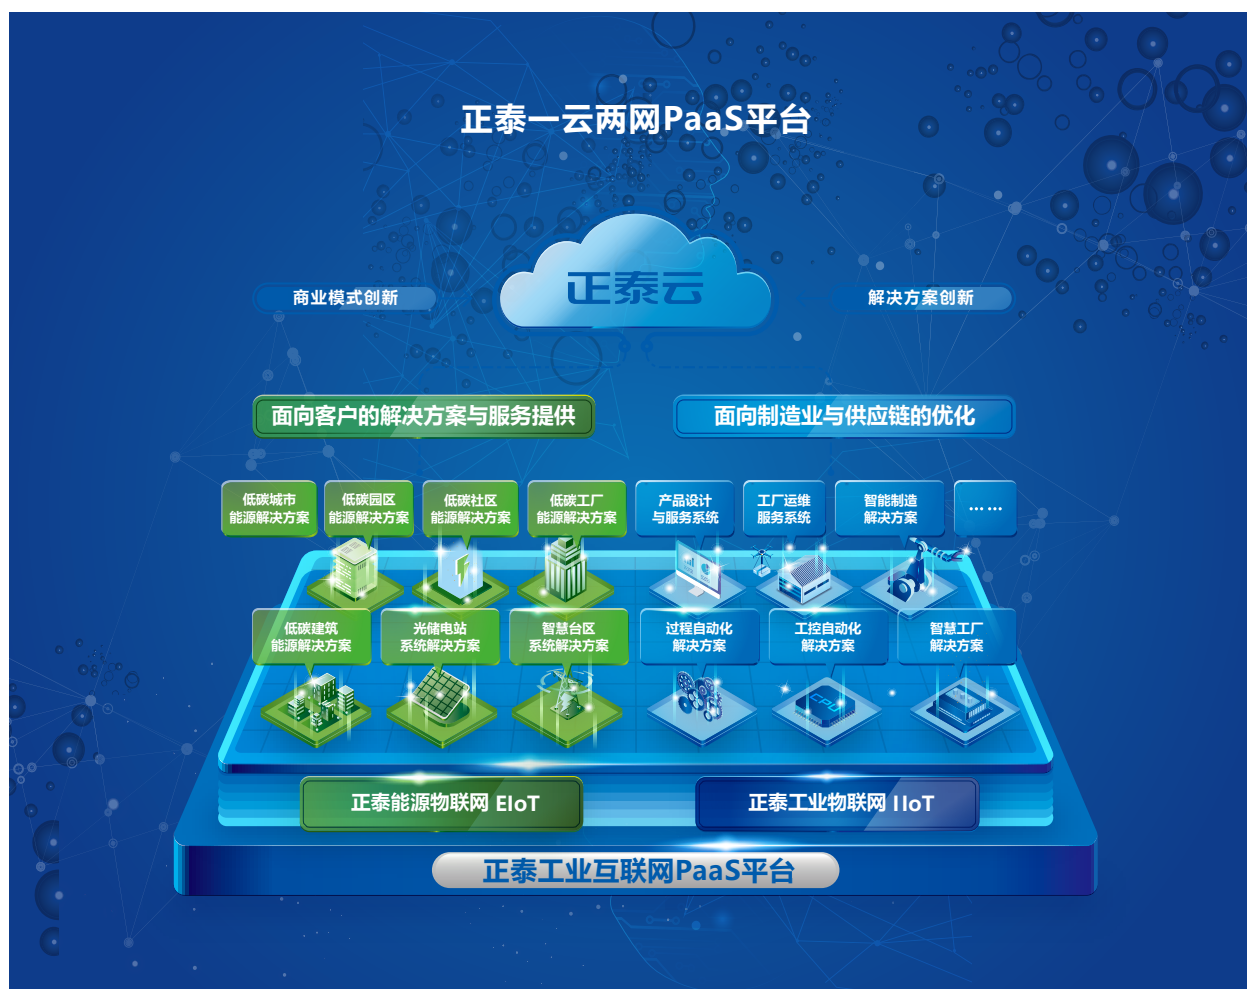 正泰一云两网PaaS平台
正泰云
商业模式创新
解决方案创新
面向客户的解决方案与服务提供
面向制造业与供应链的优化
低碳城市
能源解决方案
低碳园区
能源解决方案
低碳社区
能源解决方案
低碳工厂
能源解决方案
产品设计
与服务系统
工厂运维
服务系统
智能制造
解决方案
……
低碳建筑
能源解决方案
光储电站
系统解决方案
智慧台区
系统解决方案
过程自动化
解决方案
工控自动化
解决方案
智慧工厂
解决方案
CPU
正泰能源物联网 EIoT
正泰工业物联网 IIoT
正泰工业互联网PaaS平台